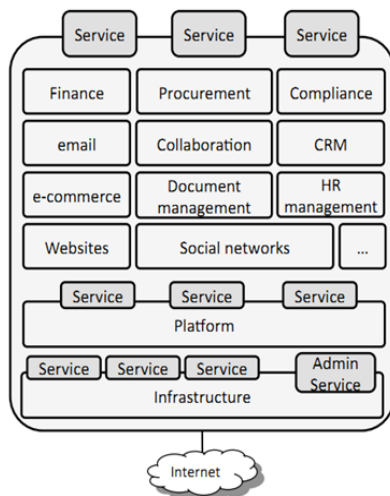 Service Service Service
Finance Procurement Compliance
email Collaboration CRM
e-commerce Document management HR management
Websites Social networks ...
Service Service Service
Platform
Service Service Service Admin Service
Infrastructure
Internet